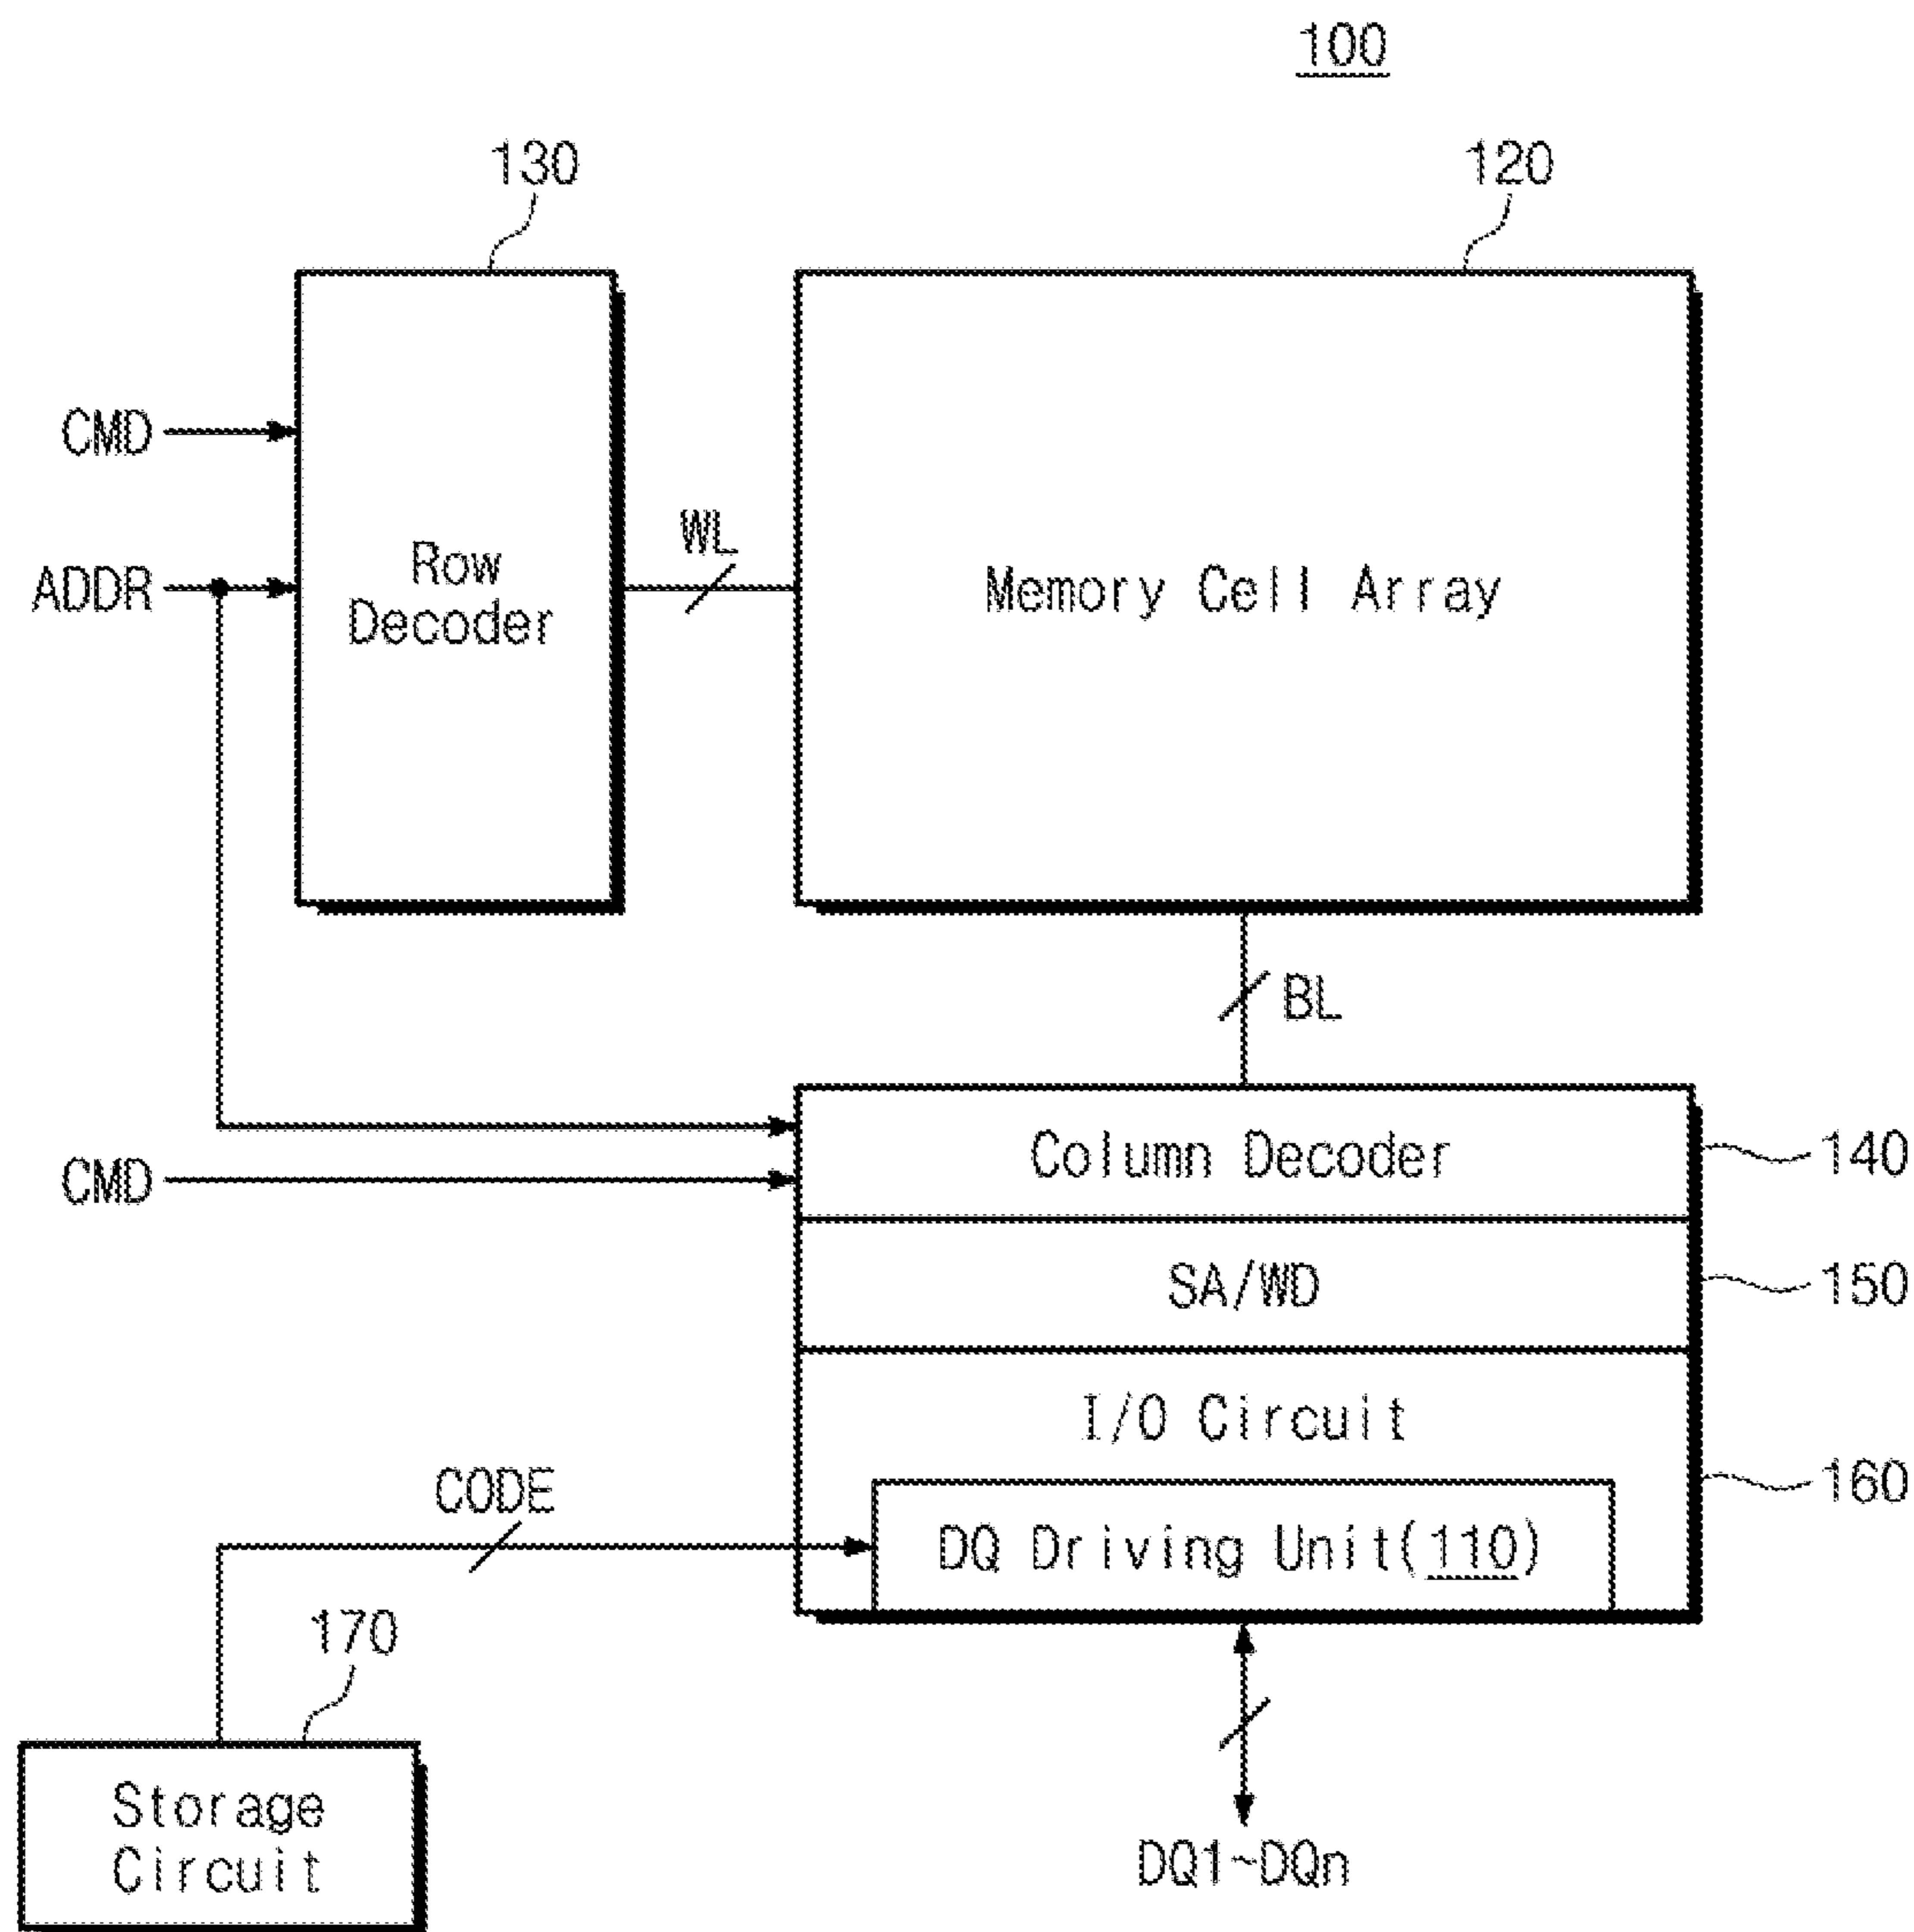 100
130
120
CMD
ADDR
Row
Decoder
WL
Memory Cell Array
BL
Column Decoder
140
CMD
SA/WD
150
I/O Circuit
160
CODE
DQ Driving Unit(110)
170
Storage
Circuit
DQ1~DQn